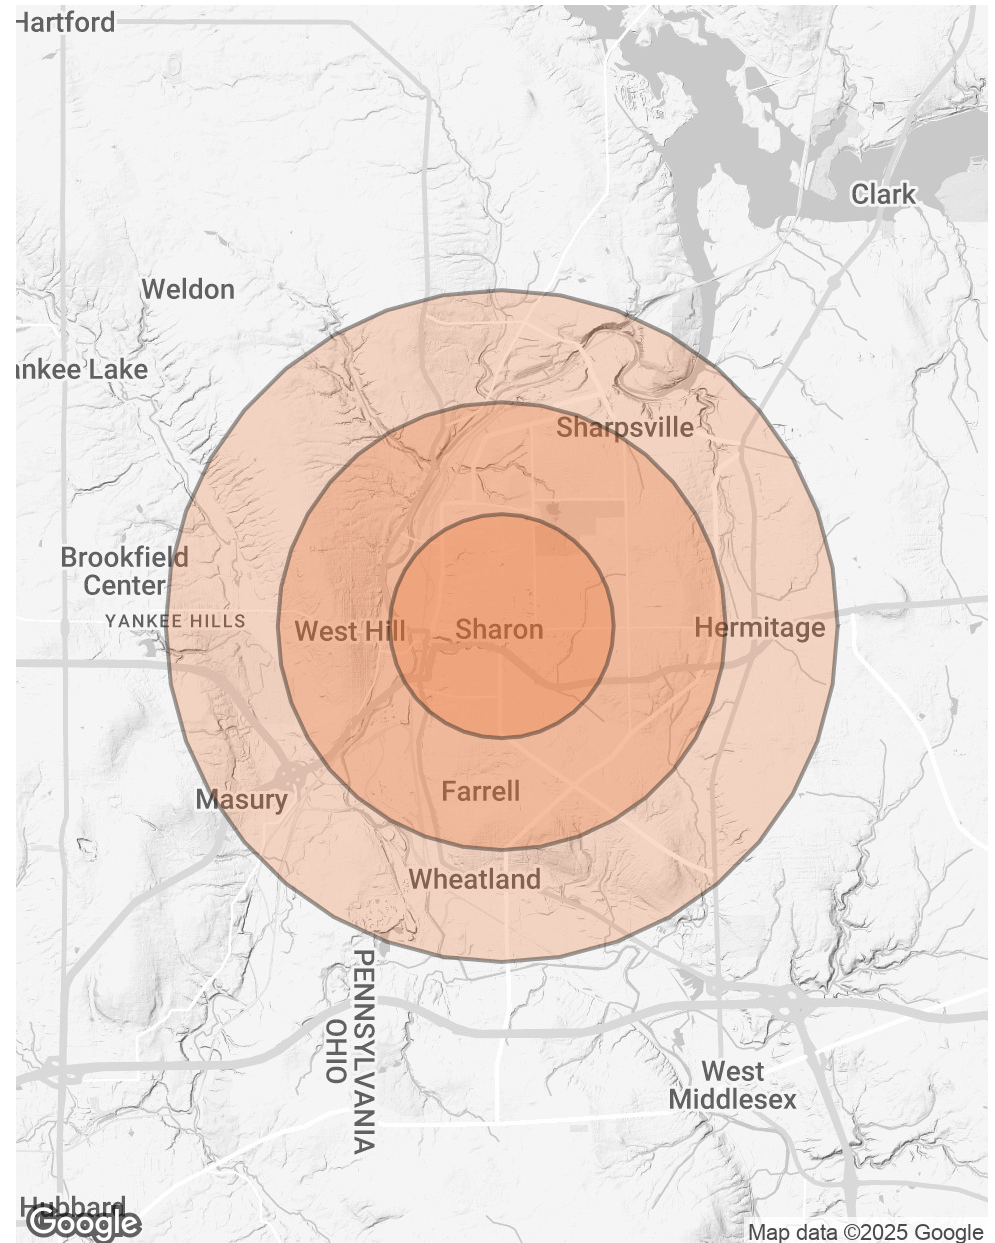 Hartford
Clark
Weldon
ankee Lake
Sharpsville
Brookfield
Center
YANKEE HILLS
West Hill
Sharon
Hermitage
Masury
Farrell
Wheatland
PENNSYLVANIA
OHIO
West
Middlesex
Hubbard
Google
Map data ©2025 Google